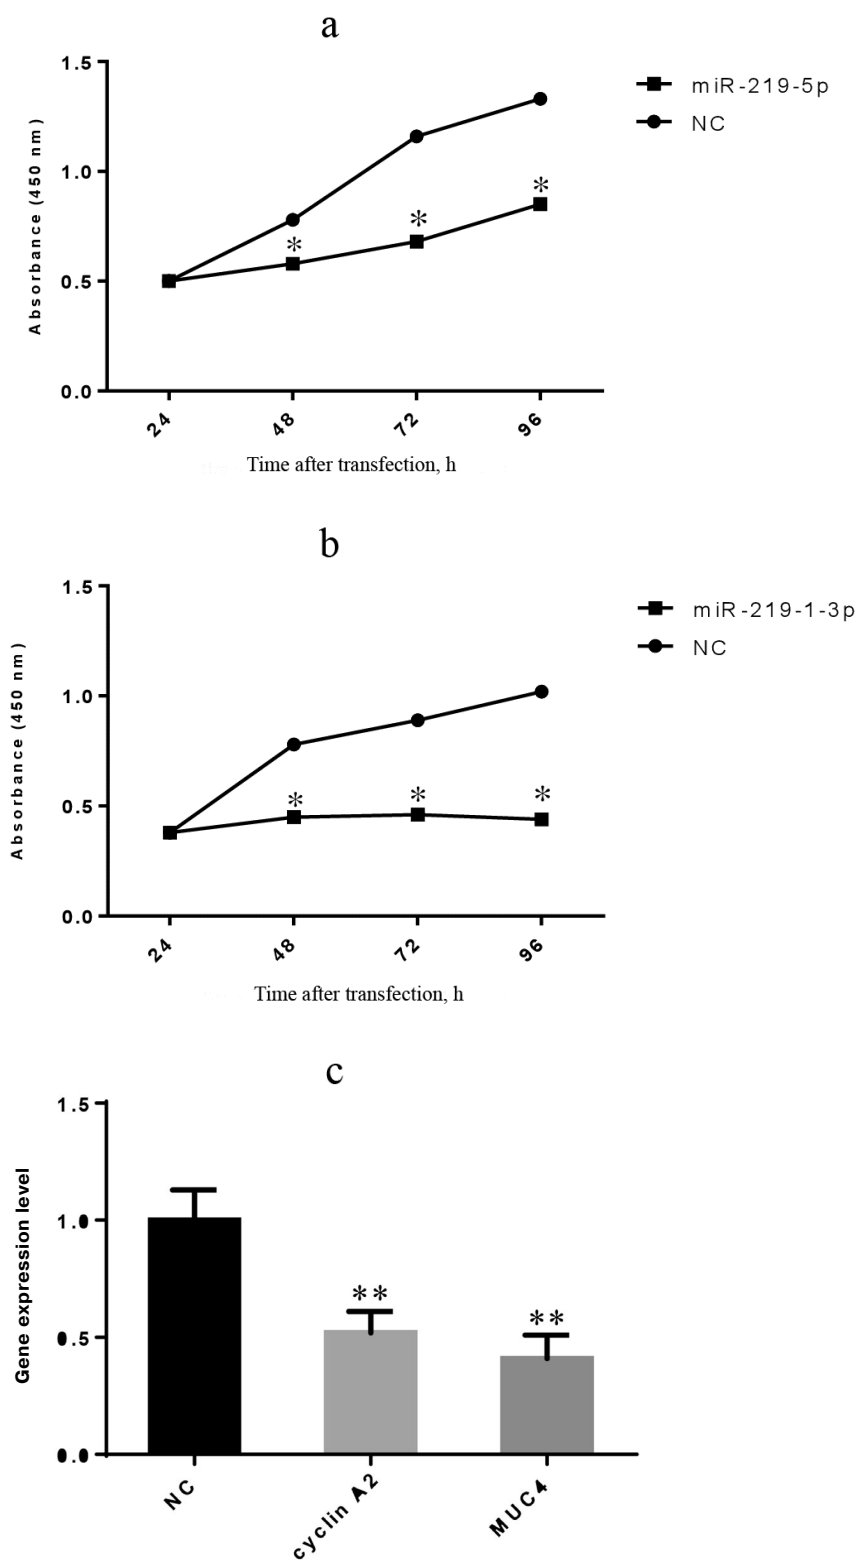 a
1.5
1.0
0.5
0.0
Absorbance (450 nm)
24
48
72
96
Time after transfection, h
miR-219-5p
NC
*
*
*
b
1.5
1.0
0.5
0.0
Absorbance (450 nm)
24
48
72
96
Time after transfection, h
miR-219-1-3p
NC
*
*
*
c
1.5
1.0
0.5
0.0
Gene expression level
**
**
NC
cyclin A2
MUC4